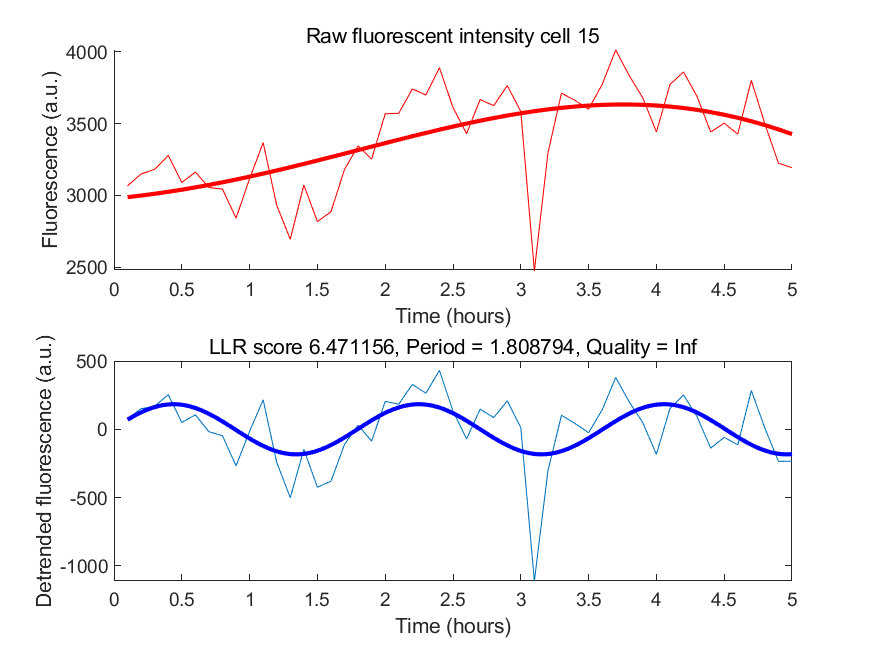 Raw fluorescent intensity cell 15
Fluorescence (a.u.)
4000
3500
3000
2500
0 0.5 1 1.5 2 2.5 3 3.5 4 4.5 5
Time (hours)
LLR score 6.471156, Period = 1.808794, Quality = Inf
Detrended fluorescence (a.u.)
500
0
-500
-1000
0 0.5 1 1.5 2 2.5 3 3.5 4 4.5 5
Time (hours)